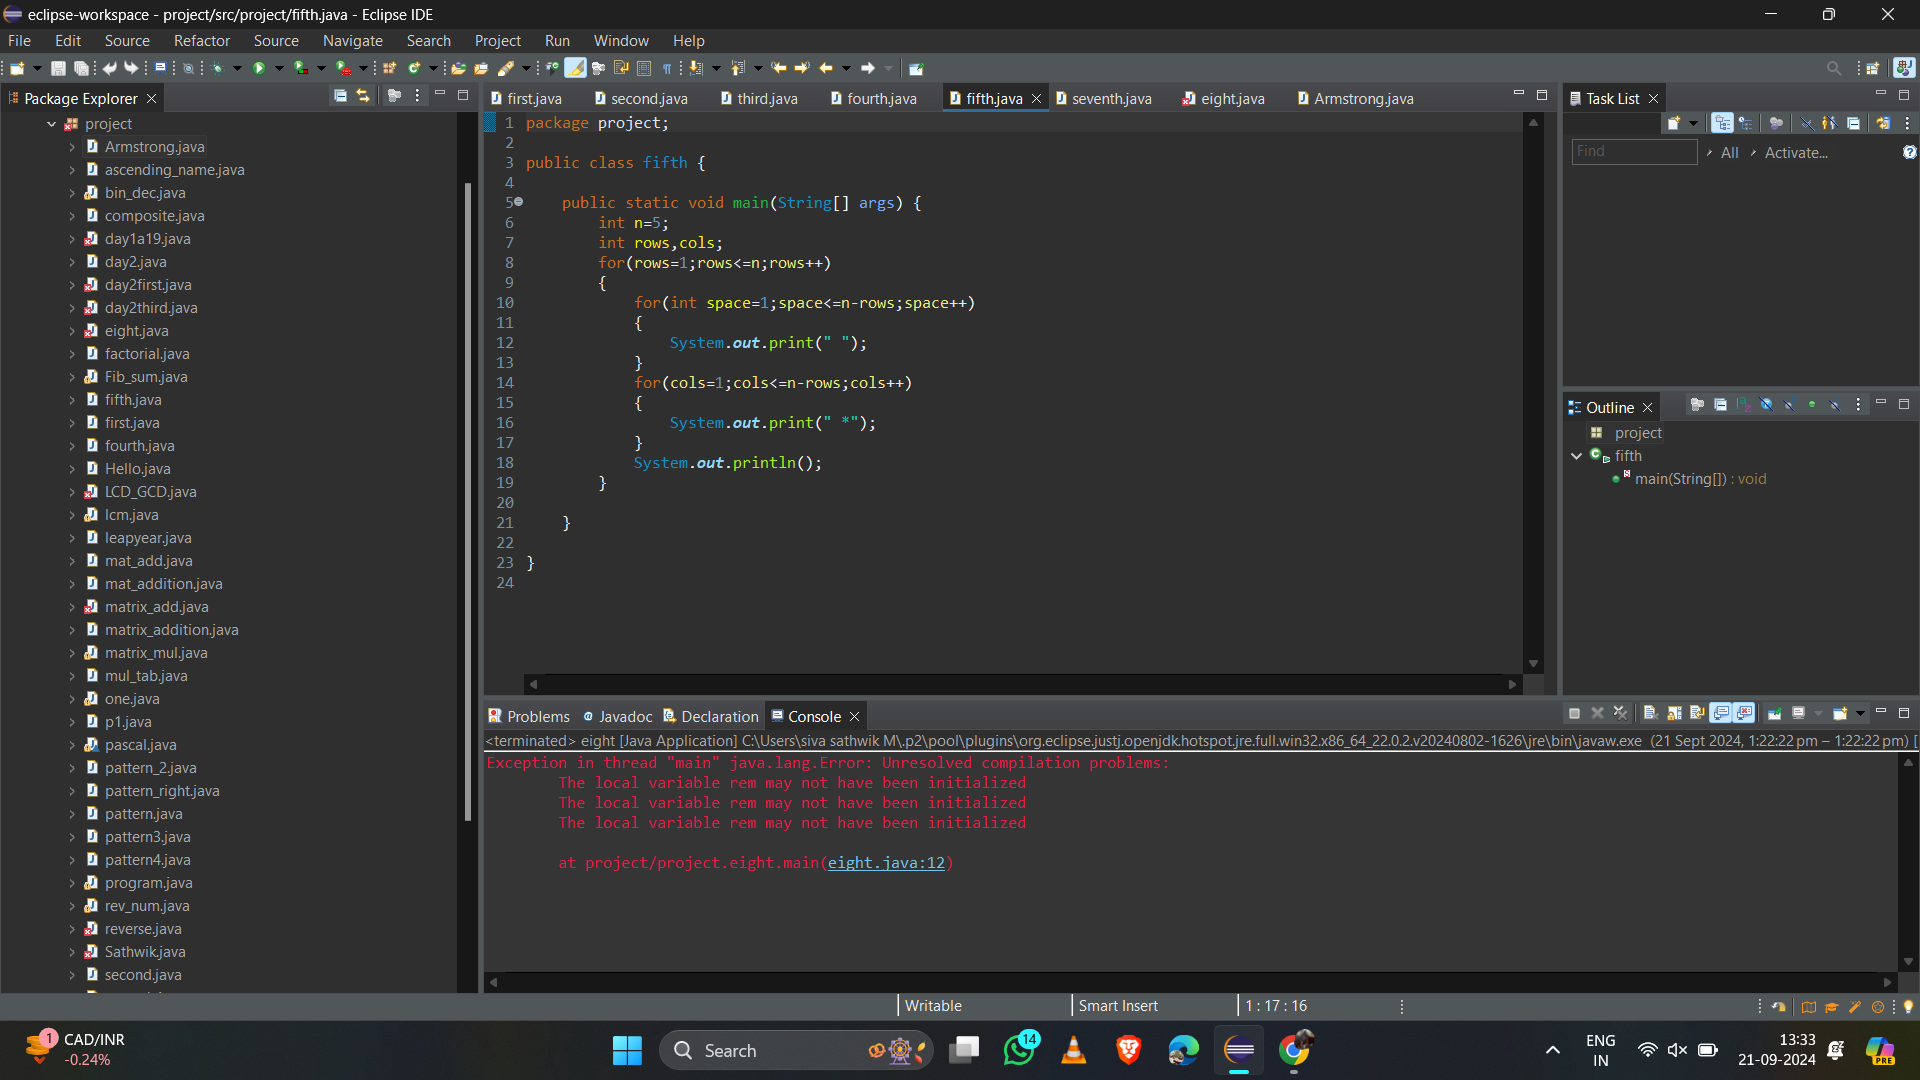 eclipse-workspace - project/src/project/fifth.java - Eclipse IDE
File Edit Source Refactor Source Navigate Search Project Run Window Help
Package Explorer
project
Armstrong.java
ascending_name.java
bin_dec.java
composite.java
day1a19.java
day2.java
day2first.java
day2third.java
eight.java
factorial.java
Fib_sum.java
fifth.java
first.java
fourth.java
Hello.java
LCD_GCD.java
lcm.java
leapyear.java
mat_add.java
mat_addition.java
matrix_add.java
matrix_addition.java
matrix_mul.java
mul_tab.java
one.java
p1.java
pascal.java
pattern_2.java
pattern_right.java
pattern.java
pattern3.java
pattern4.java
program.java
rev_num.java
reverse.java
Sathwik.java
second.java
first.java second.java third.java fourth.java fifth.java seventh.java eight.java Armstrong.java
1 package project;
2
3 public class fifth {
4
5 public static void main(String[] args) {
6 int n=5;
7 int rows,cols;
8 for(rows=1;rows<=n;rows++)
9 {
10 for(int space=1;space<=n-rows;space++)
11 {
12 System.out.print(" ");
13 }
14 for(cols=1;cols<=n-rows;cols++)
15 {
16 System.out.print(" *");
17 }
18 System.out.println();
19 }
20
21 }
22
23 }
24
Task List
Find All Activate...
Outline
project
fifth
main(String[]) : void
Problems Javadoc Declaration Console
<terminated> eight [Java Application] C:\Users\siva sathwik M\.p2\pool\plugins\org.eclipse.justj.openjdk.hotspot.jre.full.win32.x86_64_22.0.2.v20240802-1626\jre\bin\javaw.exe (21 Sept 2024, 1:22:22 pm – 1:22:22 pm) [
Exception in thread "main" java.lang.Error: Unresolved compilation problems:
The local variable rem may not have been initialized
The local variable rem may not have been initialized
The local variable rem may not have been initialized
at project/project.eight.main(eight.java:12)
Writable Smart Insert 1 : 17 : 16
1 CAD/INR
-0.24%
Search
14
ENG
IN
13:33
21-09-2024
PRE